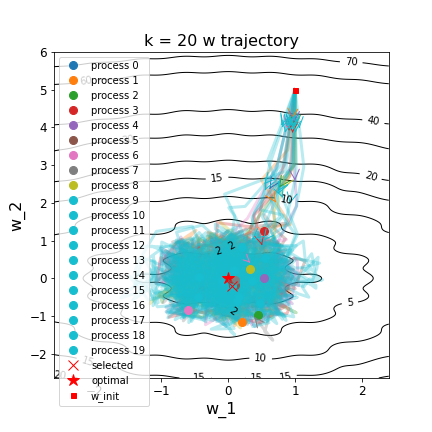 k = 20 w trajectory
w_2
6
5
4
3
2
1
0
−1
−2
process 0
process 1
process 2
process 3
process 4
process 5
process 6
process 7
process 8
process 9
process 10
process 11
process 12
process 13
process 14
process 15
process 16
process 17
process 18
process 19
selected
optimal
w_init
70
40
20
15
10
2
2
2
5
10
15
15
15
−1
0
1
2
w_1